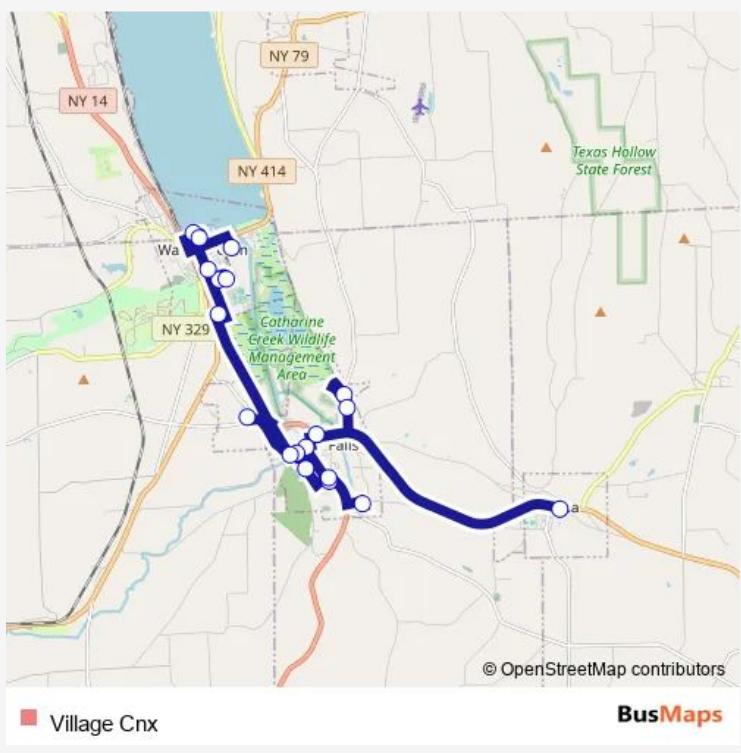 NY 79
NY 14
Texas Hollow
State Forest
NY 414
NY 329
Catharine
Creek Wildlife
Management
Area
Falls
© OpenStreetMap contributors
Village Cnx
BusMaps